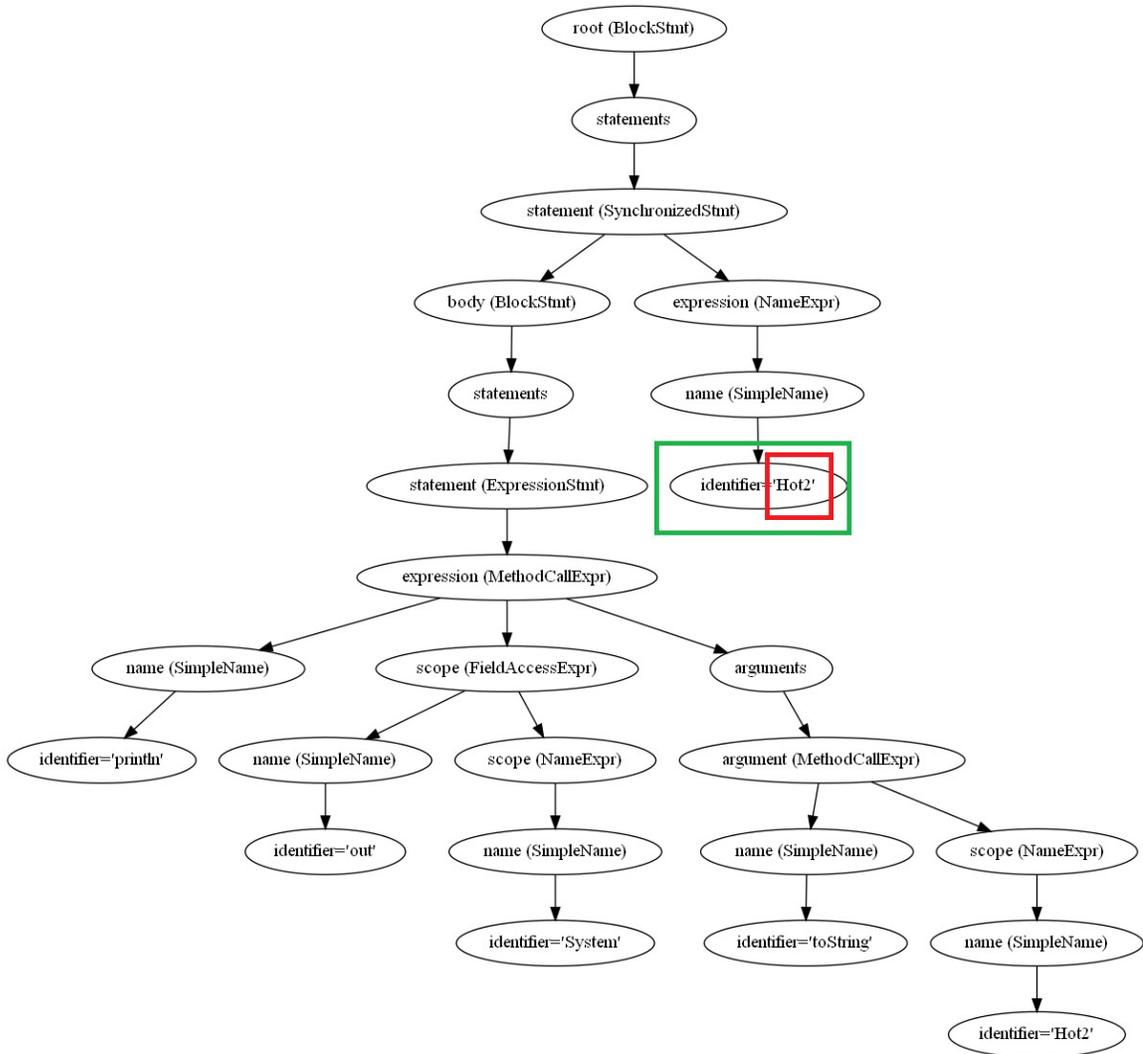 root (BlockStmt)
statements
statement (SynchronizedStmt)
body (BlockStmt)
expression (NameExpr)
statements
name (SimpleName)
statement (ExpressionStmt)
identifier='Hot2'
expression (MethodCallExpr)
name (SimpleName)
scope (FieldAccessExpr)
arguments
identifier='println'
name (SimpleName)
scope (NameExpr)
argument (MethodCallExpr)
identifier='out'
name (SimpleName)
name (SimpleName)
scope (NameExpr)
identifier='System'
identifier='toString'
name (SimpleName)
identifier='Hot2'